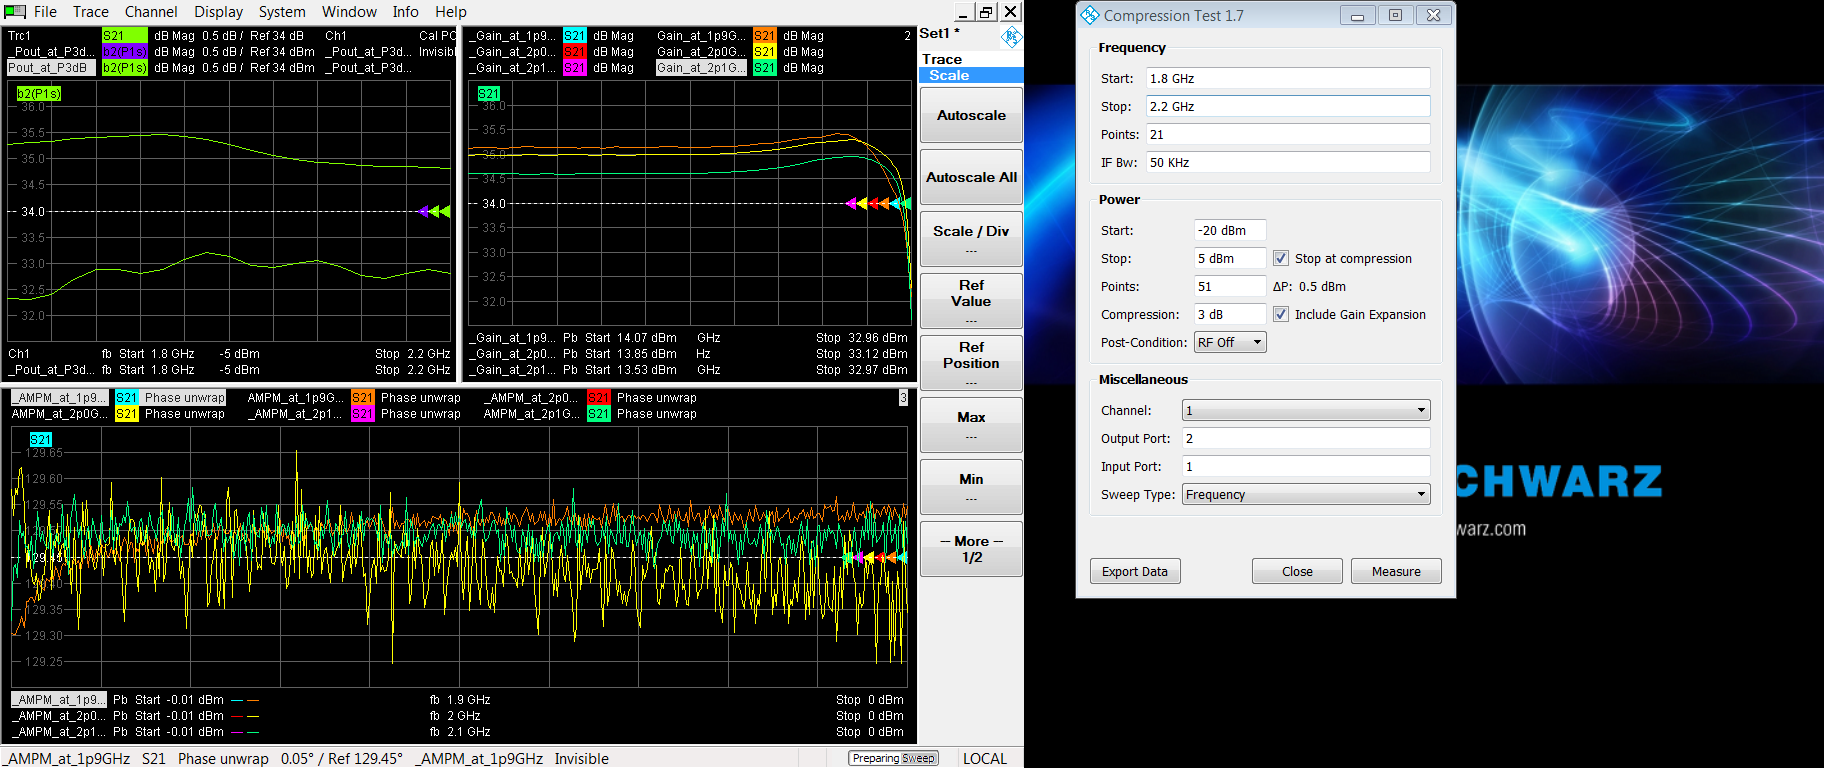 File Trace Channel Display System Window Info Help
Trc1 S21 dB Mag 0.5 dB / Ref 34 dB Ch1 Cal PC
_Pout_at_P3d... b2(P1s) dB Mag 0.5 dB / Ref 34 dBm _Pout_at_P3d... Invisibl
Pout_at_P3dB b2(P1s) dB Mag 0.5 dB / Ref 34 dBm _Pout_at_P3d...
b2(P1s)
36.0
35.5
35.0
34.5
34.0
33.5
33.0
32.5
32.0
Ch1 fb Start 1.8 GHz -5 dBm Stop 2.2 GHz
_Pout_at_P3d... fb Start 1.8 GHz -5 dBm Stop 2.2 GHz
_Gain_at_1p9... S21 dB Mag Gain_at_1p9G... S21 dB Mag 2
_Gain_at_2p0... S21 dB Mag Gain_at_2p0G... S21 dB Mag
_Gain_at_2p1... S21 dB Mag Gain_at_2p1G... S21 dB Mag
S21
36.0
35.5
35.0
34.5
34.0
33.5
33.0
32.5
32.0
_Gain_at_1p9... Pb Start 14.07 dBm GHz Stop 32.96 dBm
_Gain_at_2p0... Pb Start 13.85 dBm Hz Stop 33.12 dBm
_Gain_at_2p1... Pb Start 13.53 dBm GHz Stop 32.97 dBm
_AMPM_at_1p9... S21 Phase unwrap AMPM_at_1p9G... S21 Phase unwrap _AMPM_at_2p0... S21 Phase unwrap 3
AMPM_at_2p0G... S21 Phase unwrap _AMPM_at_2p1... S21 Phase unwrap AMPM_at_2p1G... S21 Phase unwrap
S21
129.65
129.60
129.55
129.35
129.30
129.25
_AMPM_at_1p9... Pb Start -0.01 dBm fb 1.9 GHz Stop 0 dBm
_AMPM_at_2p0... Pb Start -0.01 dBm fb 2 GHz Stop 0 dBm
_AMPM_at_2p1... Pb Start -0.01 dBm fb 2.1 GHz Stop 0 dBm
_AMPM_at_1p9GHz S21 Phase unwrap 0.05° / Ref 129.45° _AMPM_at_1p9GHz Invisible Preparing Sweep LOCAL
Set1 *
Trace
Scale
Autoscale
Autoscale All
Scale / Div
---
Ref
Value
---
Ref
Position
---
Max
---
Min
---
– More –
1/2
Compression Test 1.7
Frequency
Start: 1.8 GHz
Stop: 2.2 GHz
Points: 21
IF Bw: 50 KHz
Power
Start: -20 dBm
Stop: 5 dBm Stop at compression
Points: 51 ΔP: 0.5 dBm
Compression: 3 dB Include Gain Expansion
Post-Condition: RF Off
Miscellaneous
Channel: 1
Output Port: 2
Input Port: 1
Sweep Type: Frequency
Export Data Close Measure
CHWARZ
warz.com